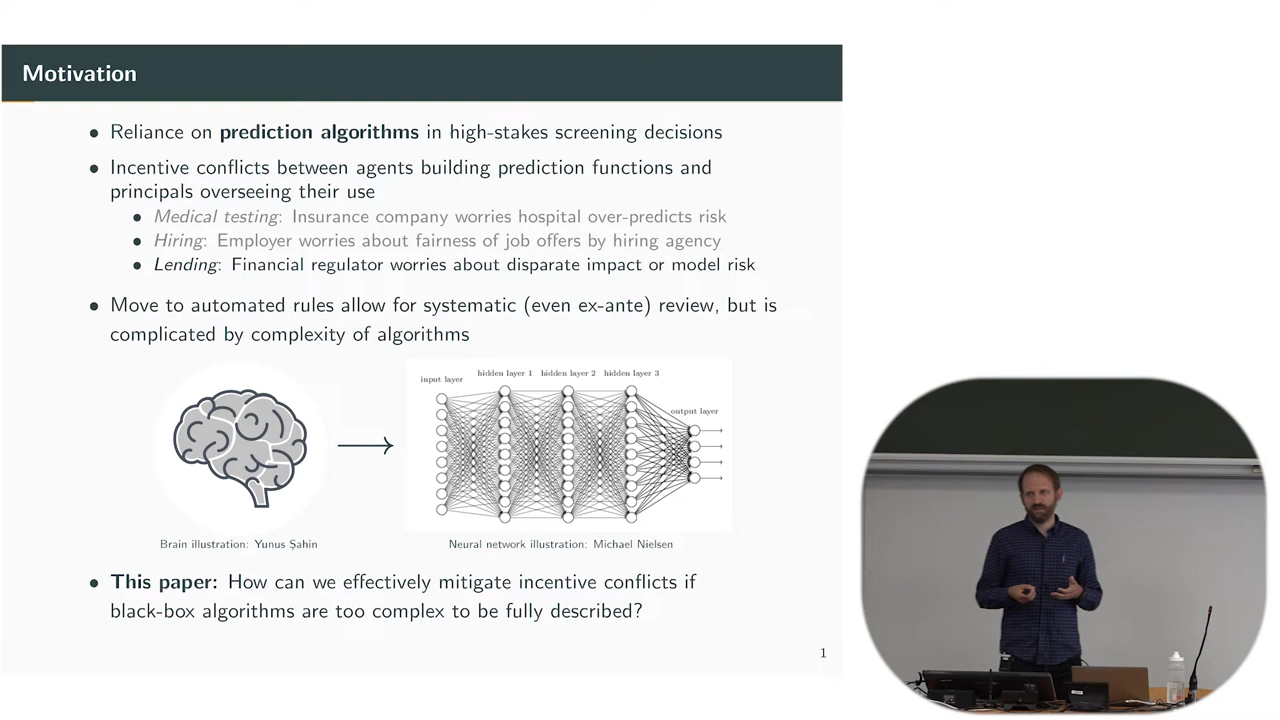 Motivation
Reliance on prediction algorithms in high-stakes screening decisions
Incentive conflicts between agents building prediction functions and
principals overseeing their use
Medical testing: Insurance company worries hospital over-predicts risk
Hiring: Employer worries about fairness of job offers by hiring agency
Lending: Financial regulator worries about disparate impact or model risk
Move to automated rules allow for systematic (even ex-ante) review, but is
complicated by complexity of algorithms
input layer
hidden layer 1
hidden layer 2
hidden layer 3
output layer
Brain illustration: Yunus Şahin
Neural network illustration: Michael Nielsen
This paper: How can we effectively mitigate incentive conflicts if
black-box algorithms are too complex to be fully described?
1